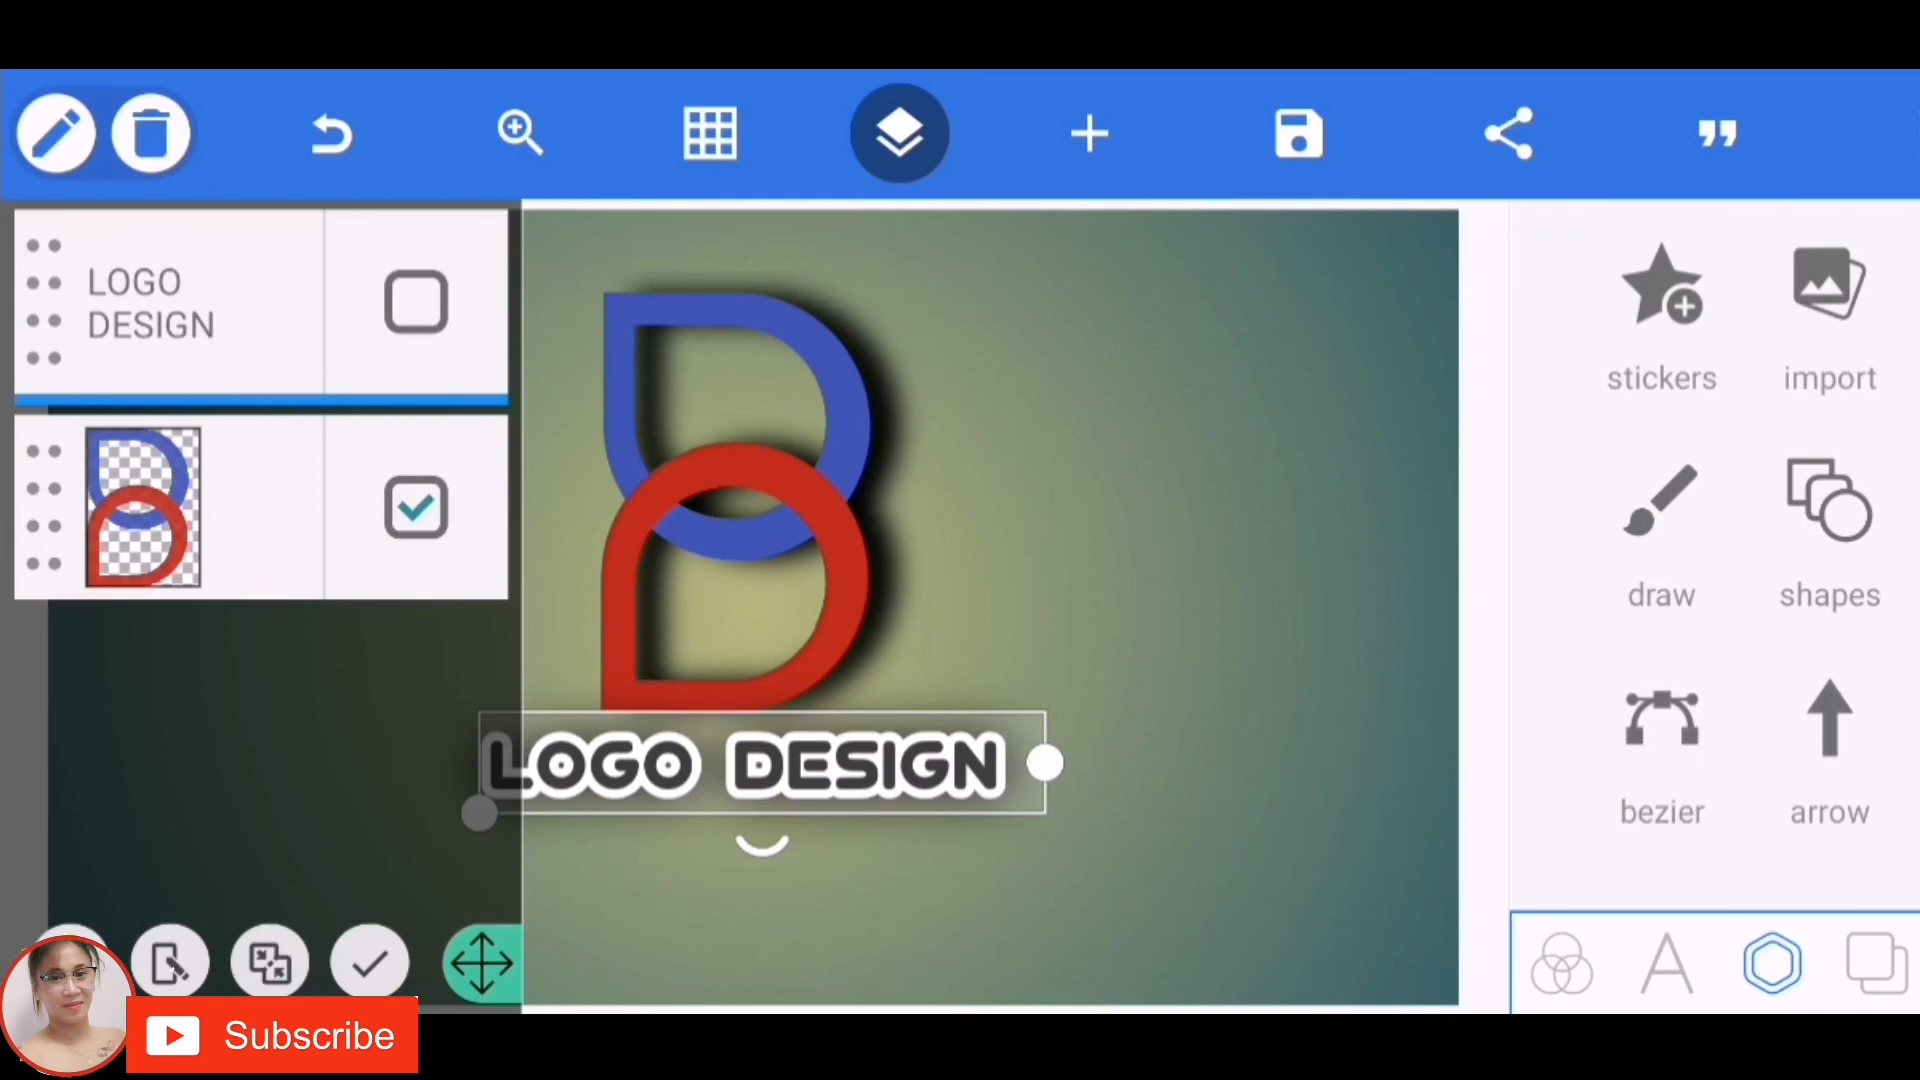 LOGO
DESIGN
LOGO DESIGN
stickers
import
draw
shapes
bezier
arrow
Subscribe